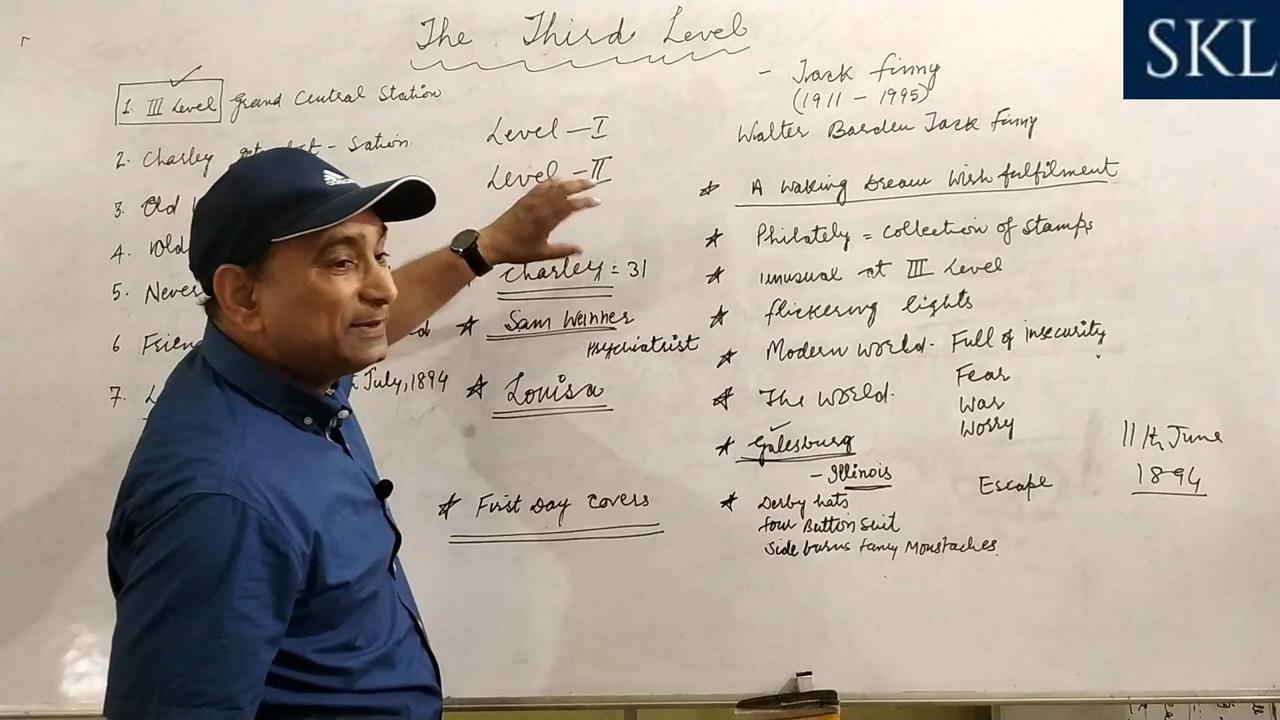 The Third Level
SKL
- Jack finny
(1911 - 1995)
Walter Barden Jack finny
1. III Level Grand Central Station
2. Charley - Sation
3. Old
4. Old
5. Never
6 Frien
7. July, 1894
Level - I
Level - II
Charley = 31
Sam Weinner
Psychiatrist
Louisa
First Day covers
A waking Dream Wish fulfilment
Philately = collection of stamps
unusual at III Level
flickering lights
Modern world. Full of insecurity
Fear
The world. War
Worry
Galesburg
- Illinois
Escape
11th June
1894
Derby hats
four Button suit
Side burns fancy Moustaches.